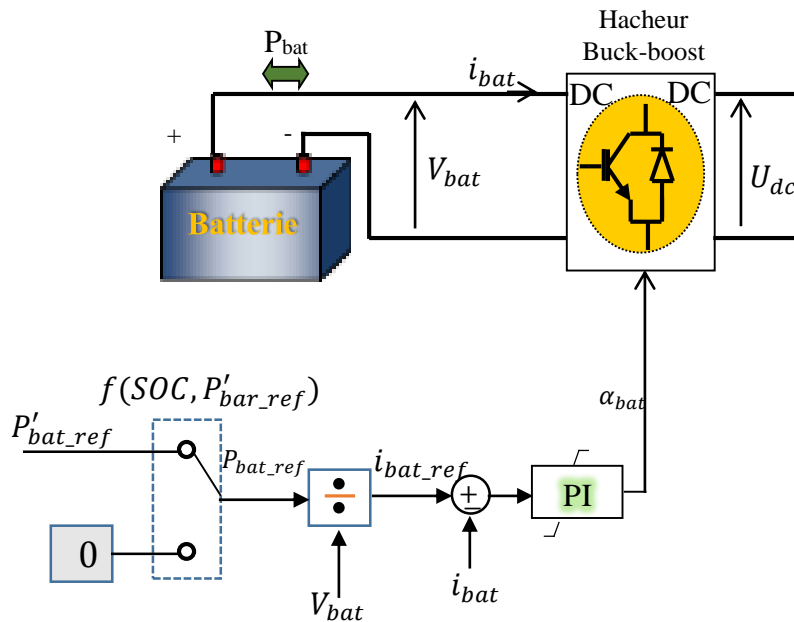 Hacheur
Buck-boost
P_bat
i_bat
DC DC
+ -
V_bat
U_dc
Batterie
f(SOC, P′_bar_ref)
α_bat
P′_bat_ref
P_bat_ref
i_bat_ref
÷
+
−
PI
0
V_bat
i_bat